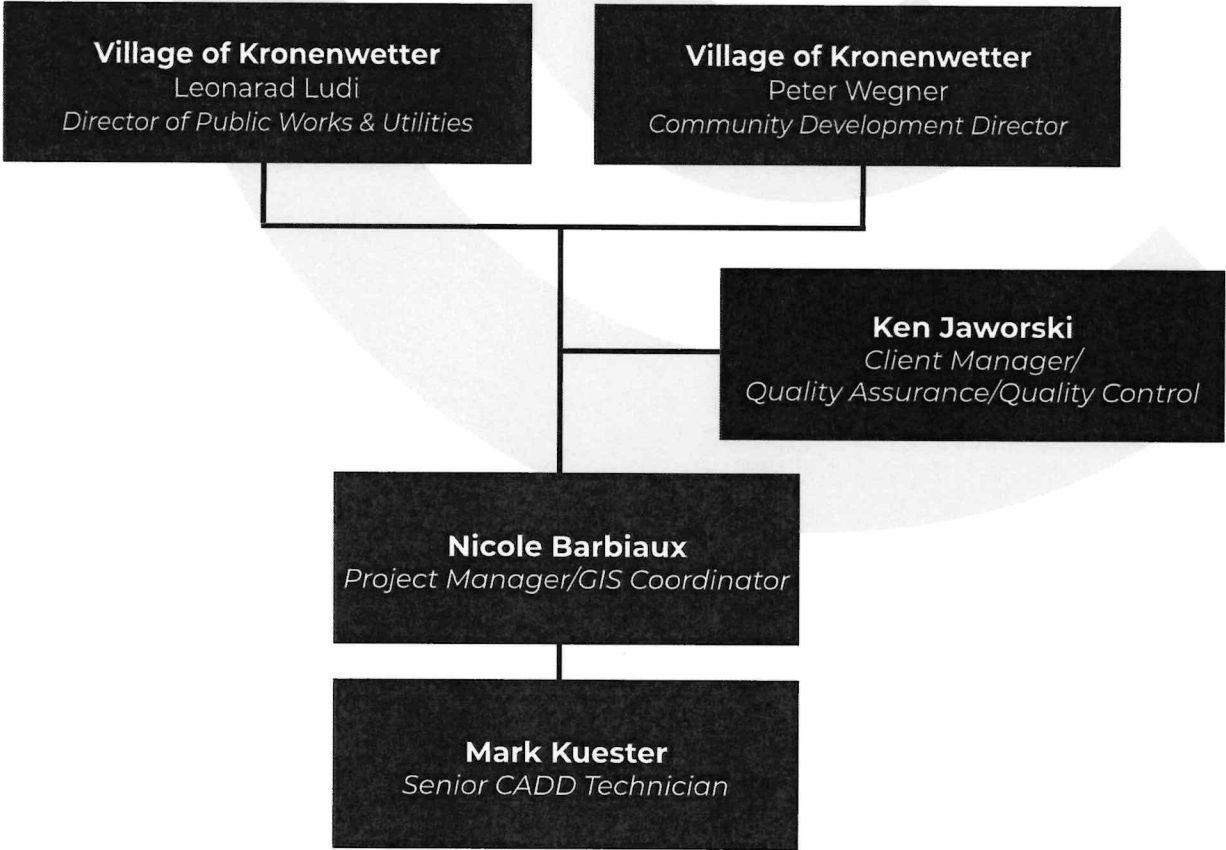 Village of Kronenwetter
Leonarad Ludi
Director of Public Works & Utilities
Village of Kronenwetter
Peter Wegner
Community Development Director
Ken Jaworski
Client Manager/
Quality Assurance/Quality Control
Nicole Barbiaux
Project Manager/GIS Coordinator
Mark Kuester
Senior CADD Technician